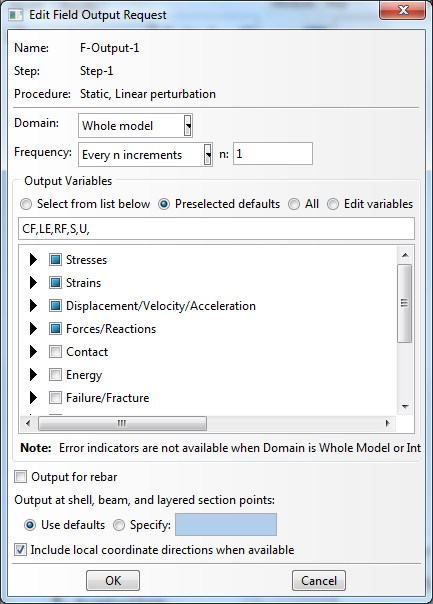 Edit Field Output Request
Name: F-Output-1
Step: Step-1
Procedure: Static, Linear perturbation
Domain: Whole model
Frequency: Every n increments n: 1
Output Variables
Select from list below Preselected defaults All Edit variables
CF,LE,RF,S,U,
Stresses
Strains
Displacement/Velocity/Acceleration
Forces/Reactions
Contact
Energy
Failure/Fracture
Note: Error indicators are not available when Domain is Whole Model or Int
Output for rebar
Output at shell, beam, and layered section points:
Use defaults Specify:
Include local coordinate directions when available
OK Cancel